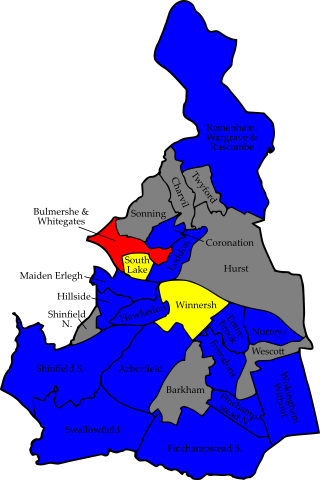 Remenham,
Wargrave &
Ruscombe
Twyford
Charvil
Sonning
Bulmershe &
Whitegates
Coronation
Loddon
South
Lake
Hurst
Maiden Erlegh
Hillside
Winnersh
Shinfield
N.
Hawkedon
Emmbrook
Norreys
Wescott
Evendons
Shinfield S.
Arborfield
Barkham
Wokingham
Without
Swallowfield
Finchampstead S.